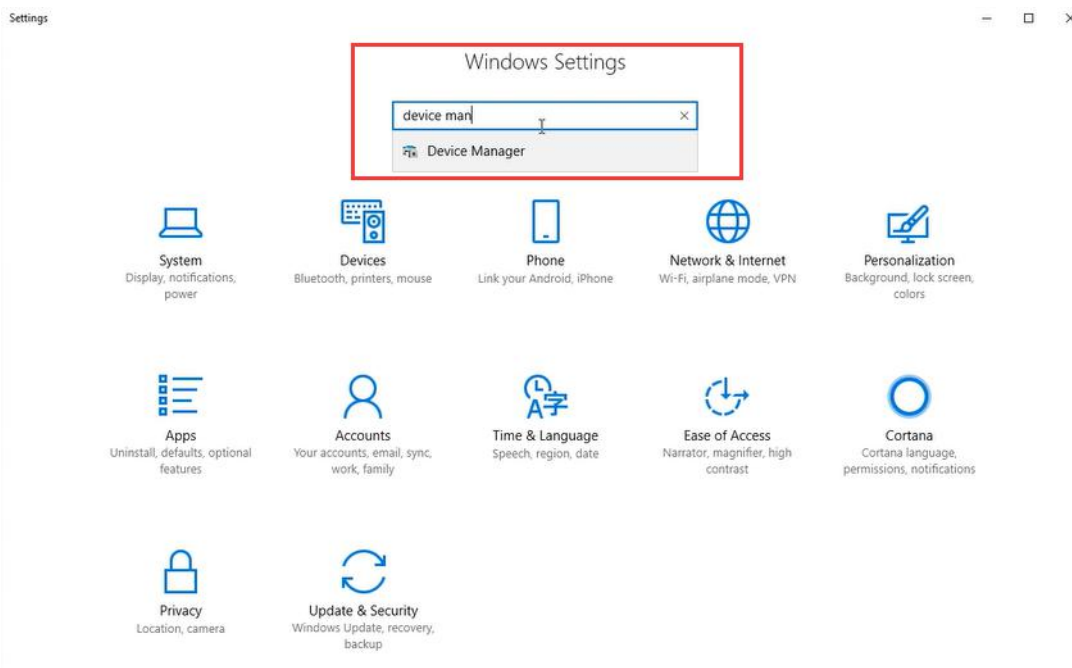 Settings
Windows Settings
device man
Device Manager
System
Display, notifications,
power
Devices
Bluetooth, printers, mouse
Phone
Link your Android, iPhone
Network & Internet
Wi-Fi, airplane mode, VPN
Personalization
Background, lock screen,
colors
Apps
Uninstall, defaults, optional
features
Accounts
Your accounts, email, sync,
work, family
Time & Language
Speech, region, date
Ease of Access
Narrator, magnifier, high
contrast
Cortana
Cortana language,
permissions, notifications
Privacy
Location, camera
Update & Security
Windows Update, recovery,
backup